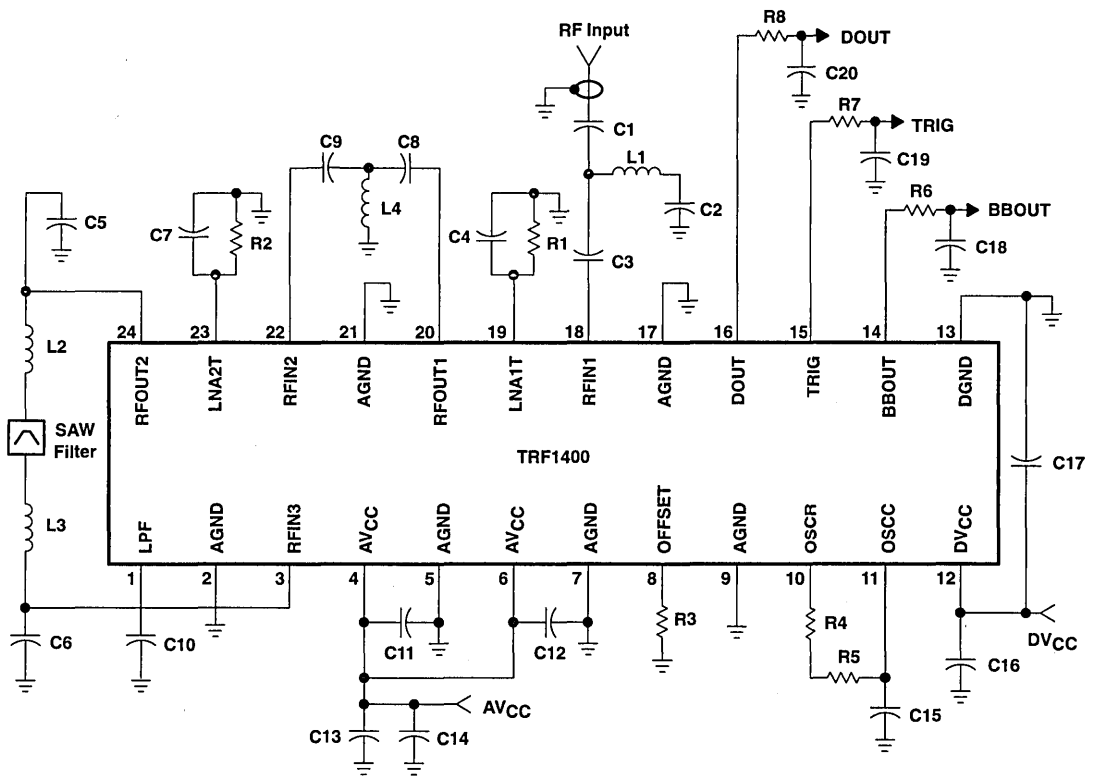 RF Input
R8
DOUT
C20
R7
TRIG
C19
C1
C9
C8
L1
R6
BBOUT
C18
C5
C7
R2
L4
C4
R1
C2
C3
24
23
22
21
20
19
18
17
16
15
14
13
L2
RFOUT2
LNA2T
RFIN2
AGND
RFOUT1
LNA1T
RFIN1
AGND
DOUT
TRIG
BBOUT
DGND
SAW
Filter
TRF1400
C17
L3
LPF
AGND
RFIN3
AVCC
AGND
AVCC
AGND
OFFSET
AGND
OSCR
OSCC
DVCC
1
2
3
4
5
6
7
8
9
10
11
12
C6
C10
C11
C12
R3
R4
R5
DVCC
C16
AVCC
C13
C14
C15